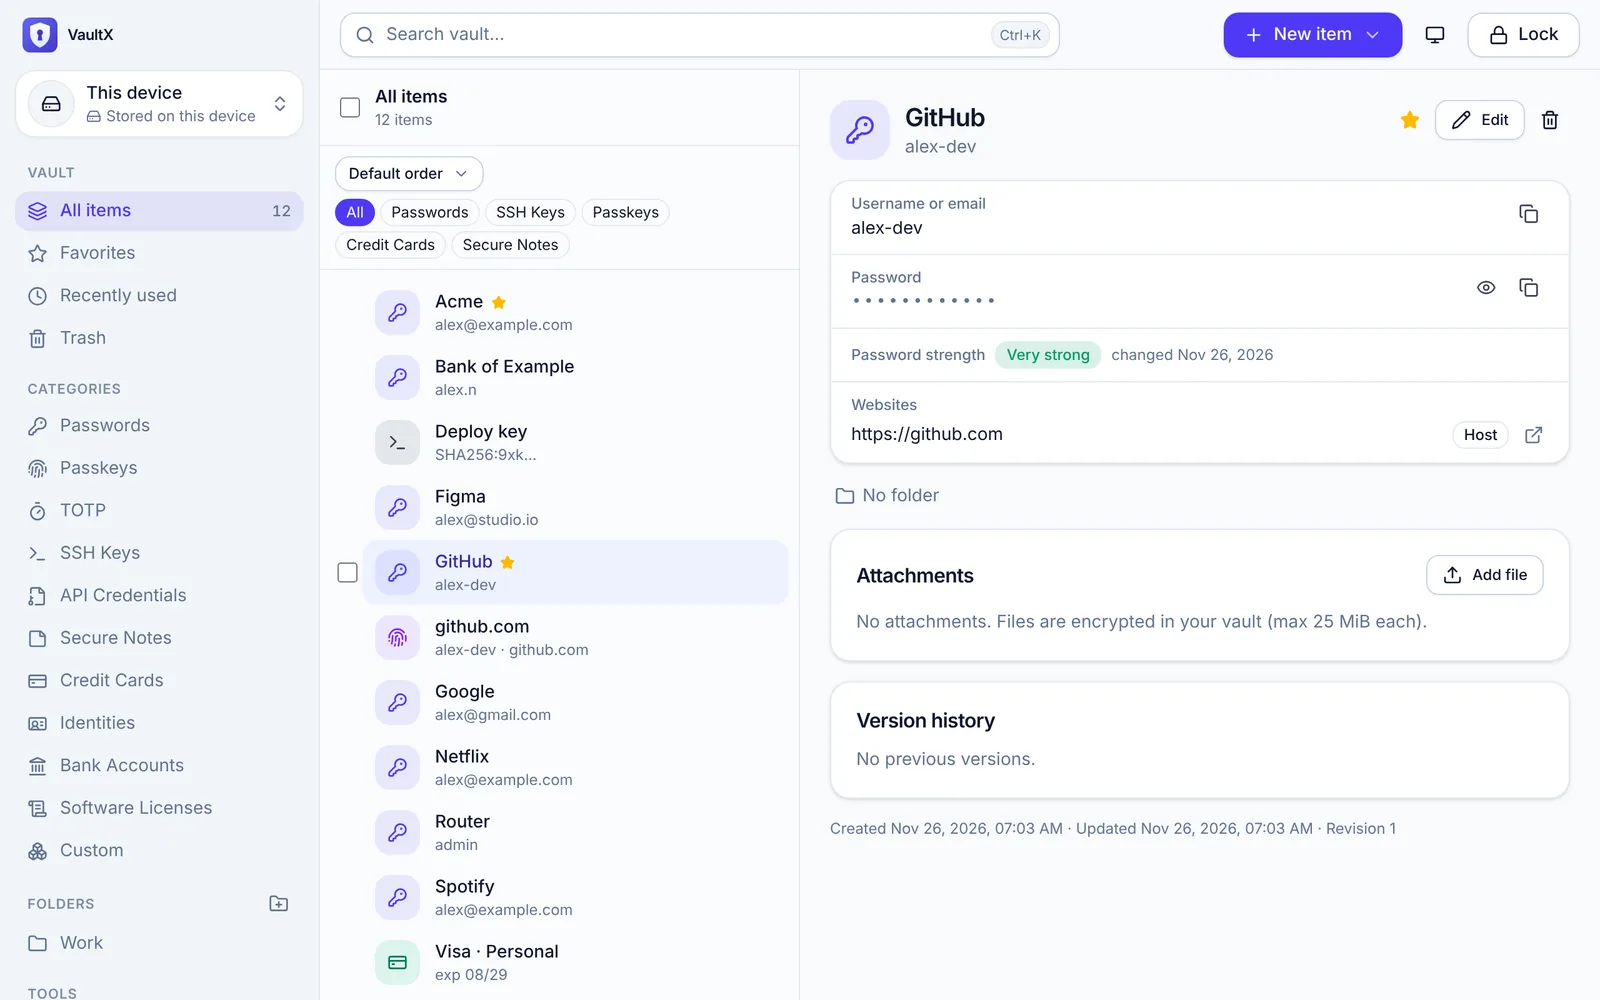 VaultX
Search vault...
Ctrl+K
New item
Lock
This device
Stored on this device
VAULT
All items
12
Favorites
Recently used
Trash
CATEGORIES
Passwords
Passkeys
TOTP
SSH Keys
API Credentials
Secure Notes
Credit Cards
Identities
Bank Accounts
Software Licenses
Custom
FOLDERS
Work
TOOLS
All items
12 items
Default order
All
Passwords
SSH Keys
Passkeys
Credit Cards
Secure Notes
Acme
alex@example.com
Bank of Example
alex.n
Deploy key
SHA256:9xk...
Figma
alex@studio.io
GitHub
alex-dev
github.com
alex-dev · github.com
Google
alex@gmail.com
Netflix
alex@example.com
Router
admin
Spotify
alex@example.com
Visa · Personal
exp 08/29
GitHub
alex-dev
Edit
Username or email
alex-dev
Password
••••••••••••
Password strength
Very strong
changed Nov 26, 2026
Websites
https://github.com
Host
No folder
Attachments
Add file
No attachments. Files are encrypted in your vault (max 25 MiB each).
Version history
No previous versions.
Created Nov 26, 2026, 07:03 AM · Updated Nov 26, 2026, 07:03 AM · Revision 1